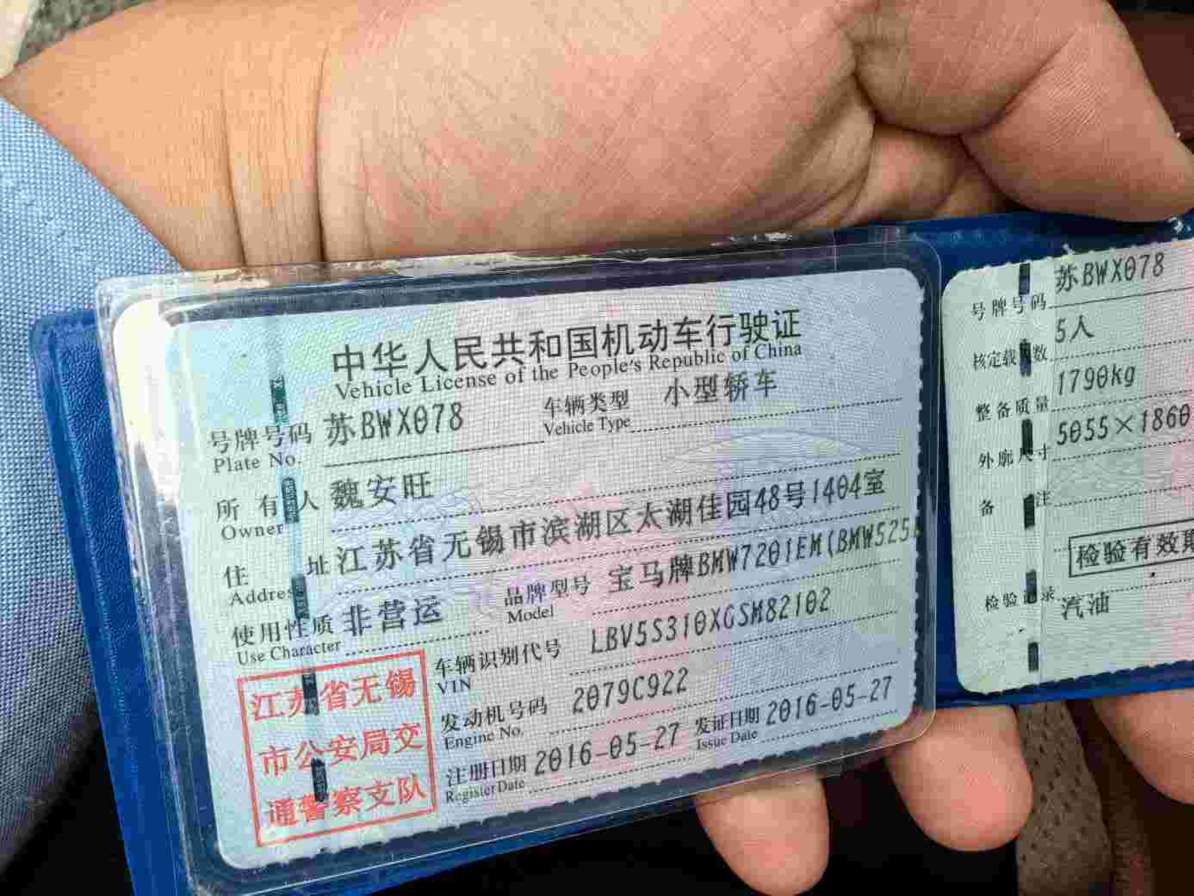 中华人民共和国机动车行驶证
Vehicle License of the People's Republic of China
号牌号码 苏BWX078 车辆类型 小型轿车
Plate No. Vehicle Type
所有人 魏安旺
Owner
住址 江苏省无锡市滨湖区太湖佳园48号1404室
Address
使用性质 非营运 品牌型号 宝马牌BMW7201EM(BMW525
Use Character Model
车辆识别代号 LBV5S310XGSM82102
VIN
发动机号码 2079C922
Engine No.
注册日期 2016-05-27 发证日期 2016-05-27
Register Date Issue Date
江苏省无锡
市公安局交
通警察支队
号牌号码 苏BWX078
核定载人数 5人
整备质量 1790kg
外廓尺寸 5055×1860
备注
检验有效期
检验记录 汽油